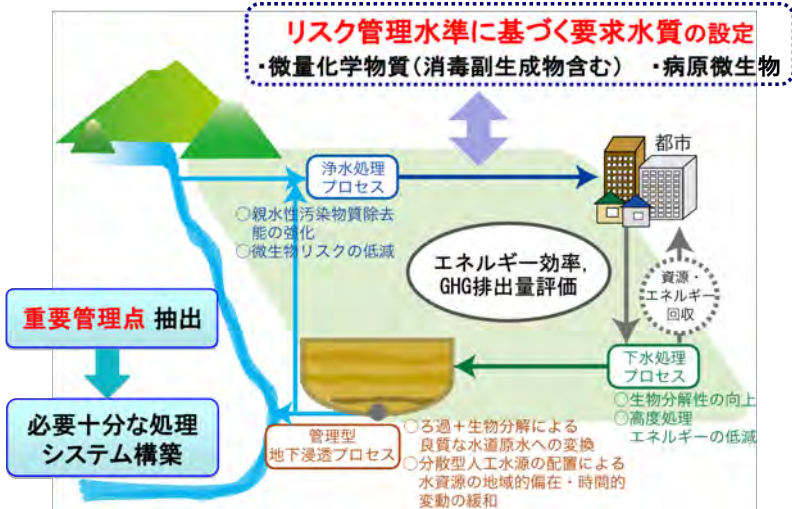 リスク管理水準に基づく要求水質の設定
・微量化学物質(消毒副生成物含む) ・病原微生物
都市
浄水処理
プロセス
○親水性汚染物質除去
能の強化
○微生物リスクの低減
エネルギー効率,
GHG排出量評価
資源・
エネルギー
回収
重要管理点 抽出
下水処理
プロセス
○生物分解性の向上
○高度処理
エネルギーの低減
必要十分な処理
システム構築
管理型
地下浸透プロセス
○ろ過+生物分解による
良質な水道原水への変換
○分散型人工水源の配置による
水資源の地域的偏在・時間的
変動の緩和